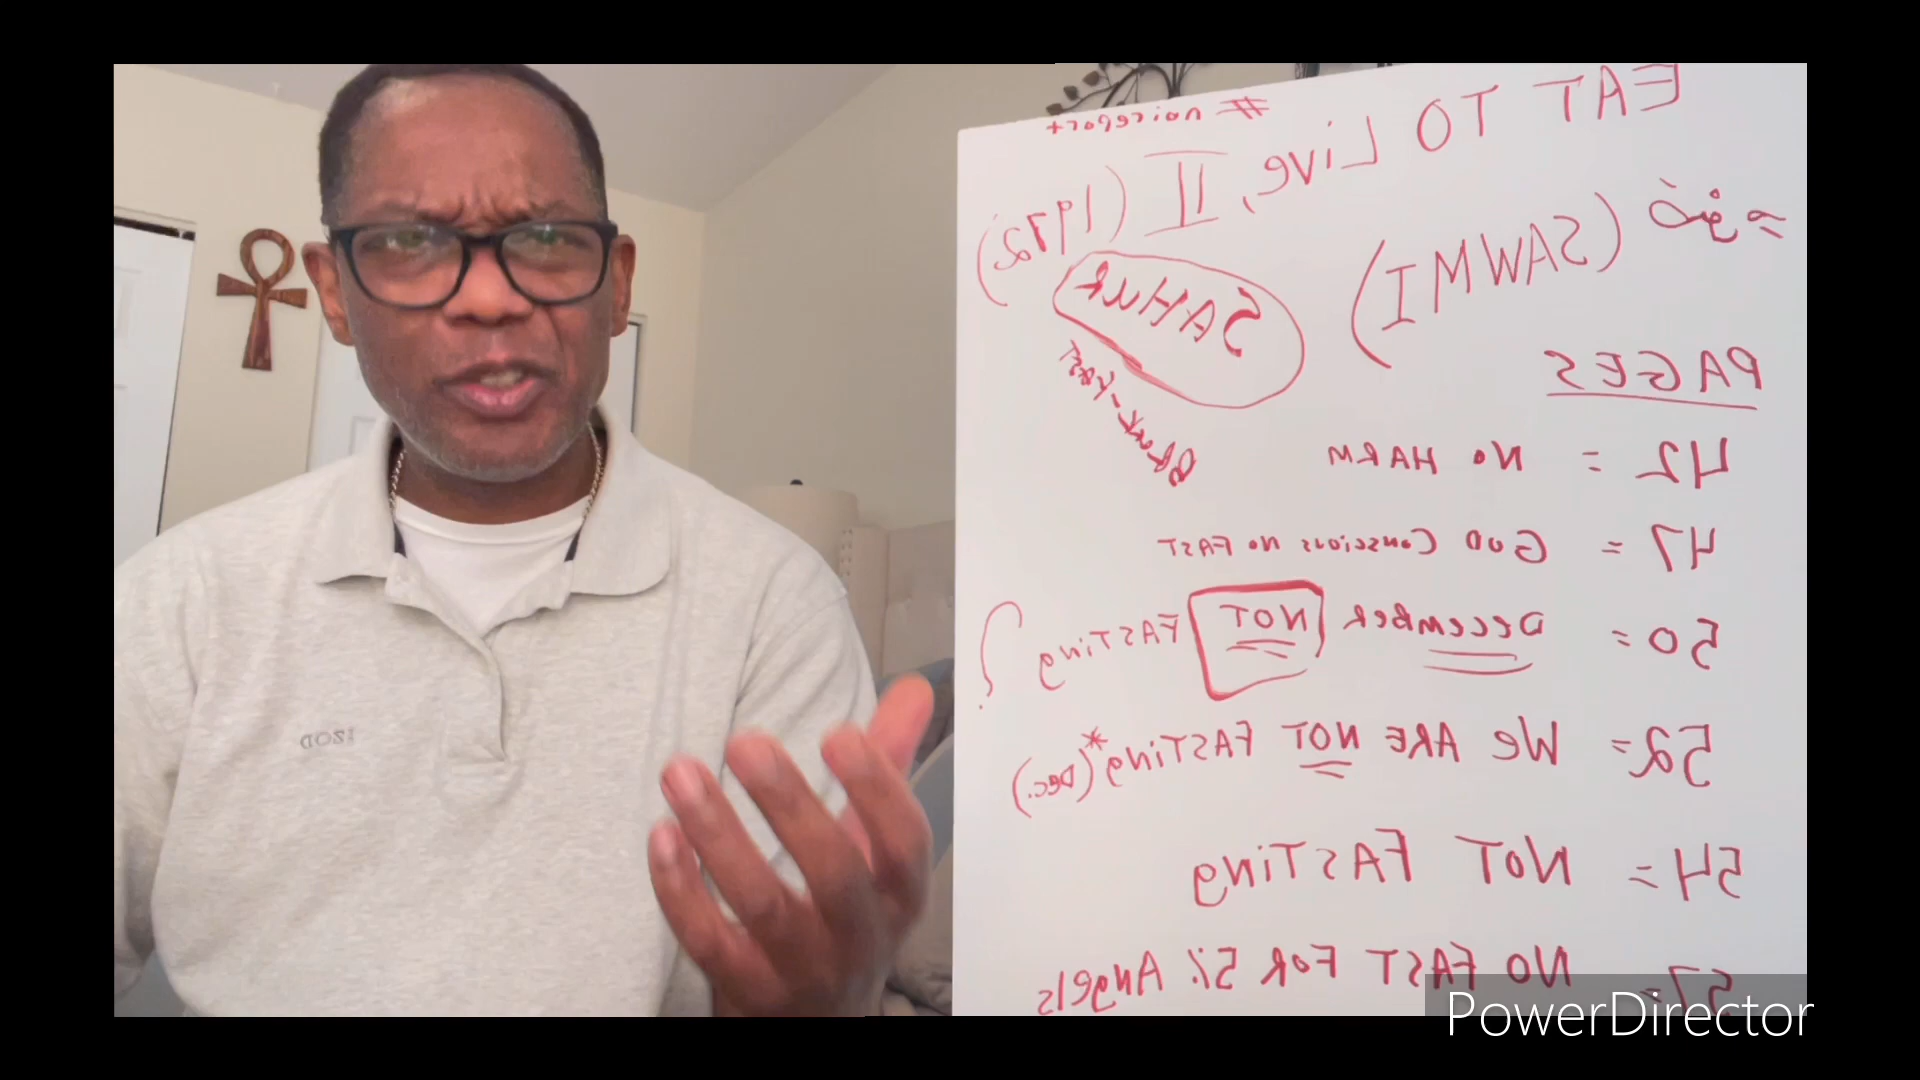 EAT TO Live, II (1972)
# noireport
(SAWMI)
SAHUR
Break-fast
PAGES
42 = No HARM
47 = GOD Conscious No FAST
50 = DECEMBER NOT FASTing ?
52 = We ARE NOT FASTing* (DEC.)
54 = NOT FASTing
57 = NO FAST FOR 5% Angels
IZOD
PowerDirector